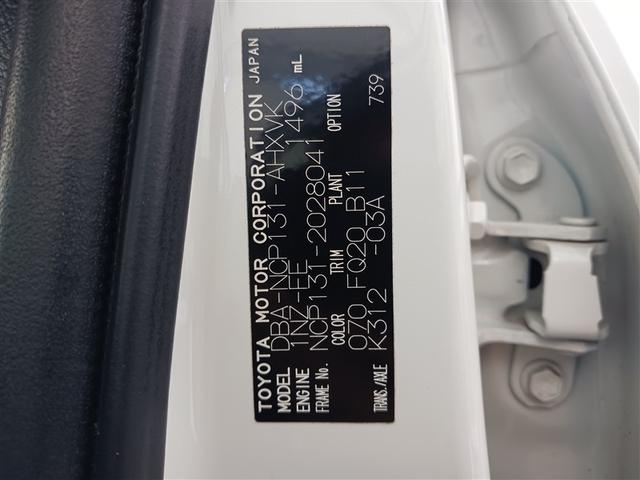 TOYOTA MOTOR CORPORATION JAPAN
MODEL DBA-NCP131-AHXVK
ENGINE 1NZ-FE 1496 mL
FRAME No. NCP131-2028041
COLOR TRIM PLANT OPTION
070 FQ20 B11 739
TRANS./AXLE K312 -03A